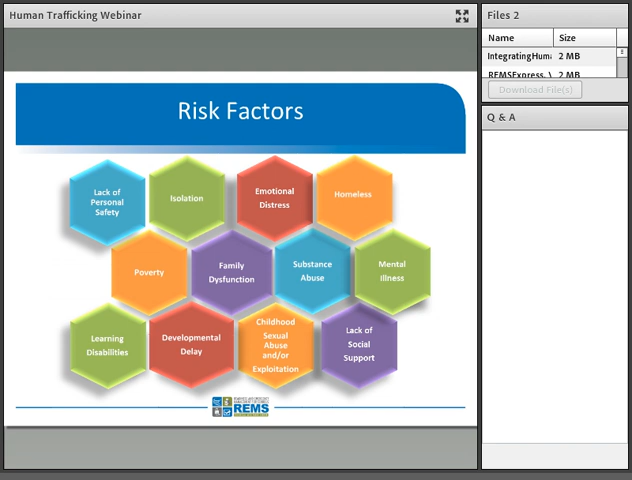 Human Trafficking Webinar
Files 2
Name
Size
IntegratingHuma
2 MB
REMSExpress. \
2 MB
Download File(s)
Q & A
Risk Factors
Lack of
Personal
Safety
Isolation
Emotional
Distress
Homeless
Poverty
Family
Dysfunction
Substance
Abuse
Mental
Illness
Learning
Disabilities
Developmental
Delay
Childhood
Sexual
Abuse
and/or
Exploitation
Lack of
Social
Support
REMS